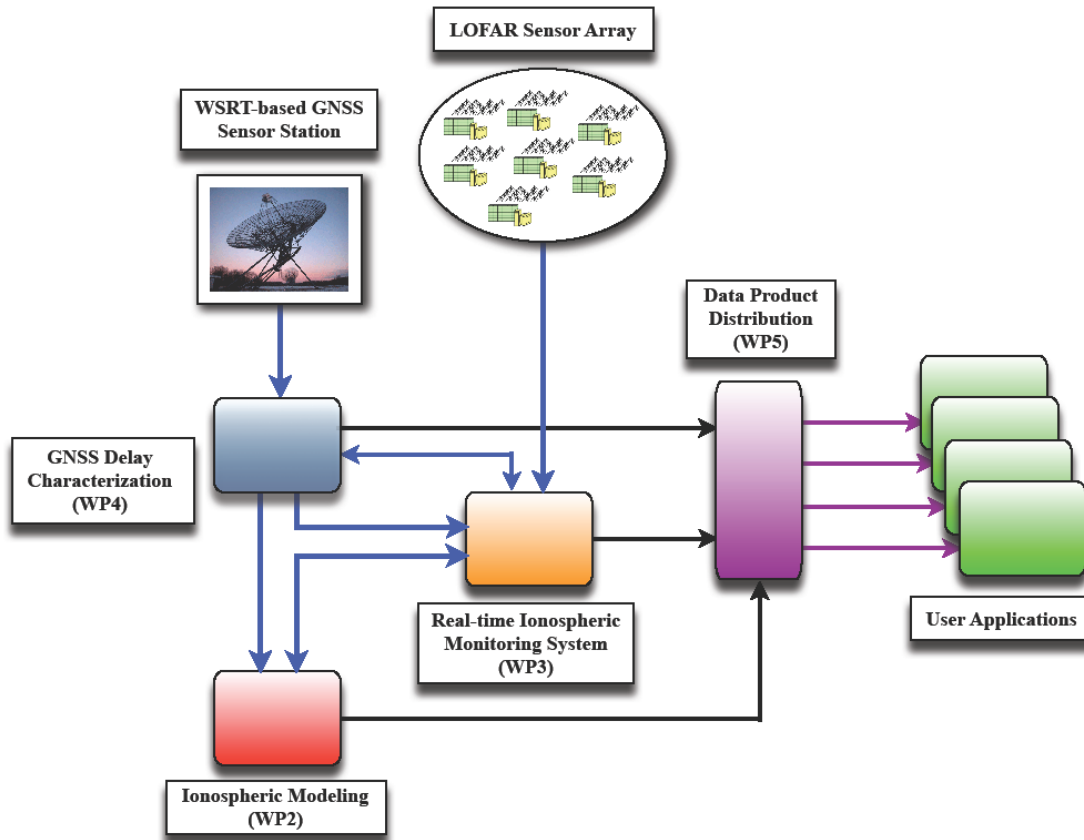 LOFAR Sensor Array
WSRT-based GNSS
Sensor Station
Data Product
Distribution
(WP5)
GNSS Delay
Characterization
(WP4)
Real-time Ionospheric
Monitoring System
(WP3)
User Applications
Ionospheric Modeling
(WP2)